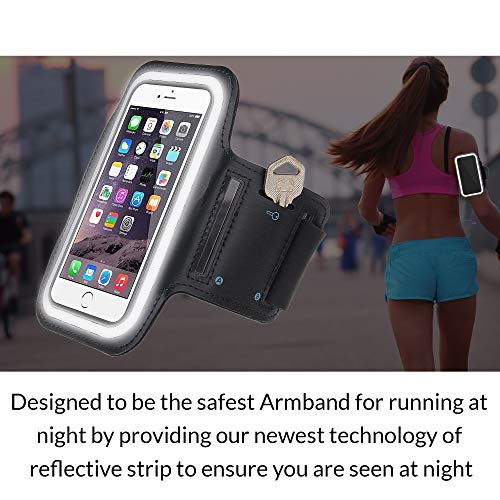 Designed to be the safest Armband for running at
night by providing our newest technology of
reflective strip to ensure you are seen at night
A
B